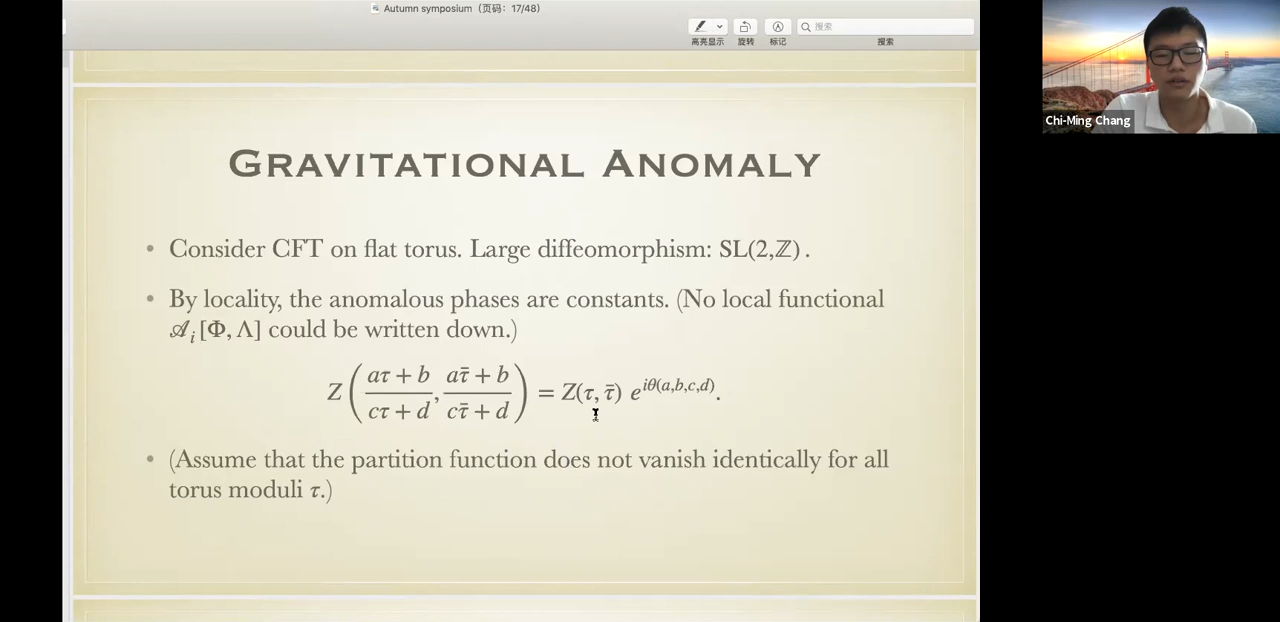 Autumn symposium（页码：17/48）
高亮显示 旋转 标记 搜索
搜索
Chi-Ming Chang
GRAVITATIONAL ANOMALY
• Consider CFT on flat torus. Large diffeomorphism: SL(2,ℤ).
• By locality, the anomalous phases are constants. (No local functional
𝒜ᵢ[Φ, Λ] could be written down.)
Z((aτ + b)/(cτ + d), (aτ̄ + b)/(cτ̄ + d)) = Z(τ, τ̄) e^{iθ(a,b,c,d)}.
• (Assume that the partition function does not vanish identically for all
torus moduli τ.)